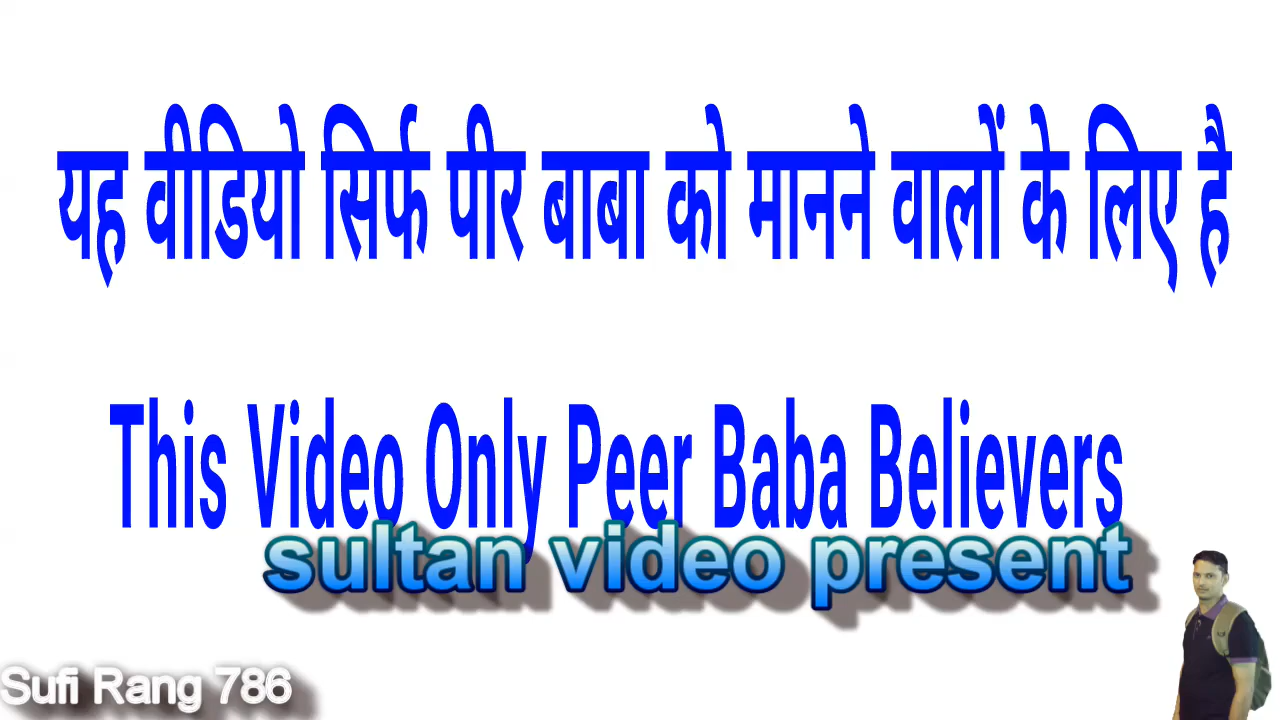 यह वीडियो सिर्फ पीर बाबा को मानने वालों के लिए है
This Video Only Peer Baba Believers
sultan video present
Sufi Rang 786